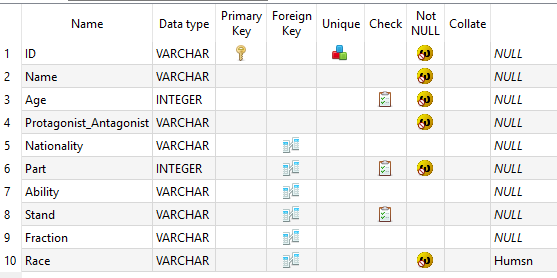 Name Data type Primary Key Foreign Key Unique Check Not NULL Collate
1 ID VARCHAR NULL
2 Name VARCHAR NULL
3 Age INTEGER NULL
4 Protagonist_Antagonist VARCHAR NULL
5 Nationality VARCHAR NULL
6 Part INTEGER NULL
7 Ability VARCHAR NULL
8 Stand VARCHAR NULL
9 Fraction VARCHAR NULL
10 Race VARCHAR Humsn